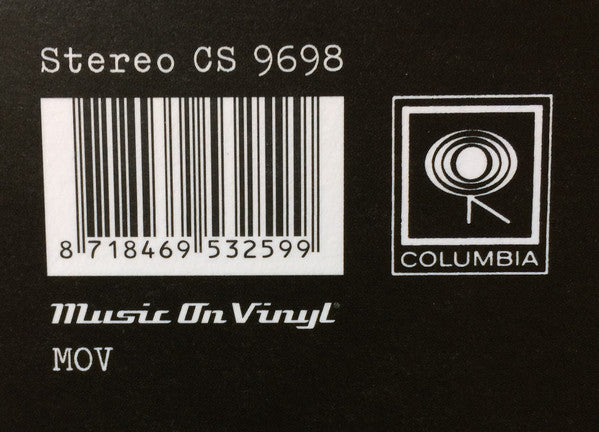 Stereo CS 9698
8 718469 532599
COLUMBIA
Music On Vinyl
MOV